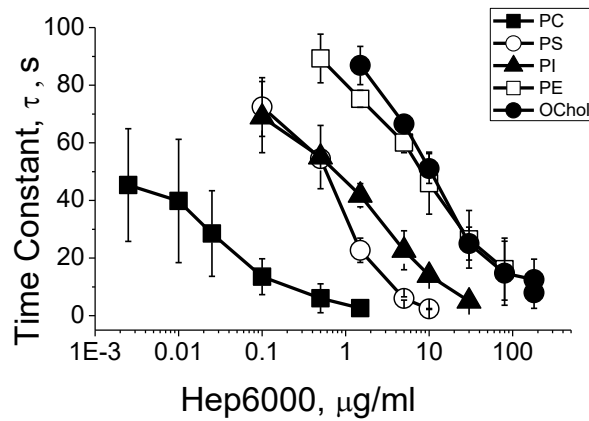 100
80
60
40
20
0
Time Constant, τ, s
1E-3 0.01 0.1 1 10 100
Hep6000, μg/ml
PC
PS
PI
PE
OChol